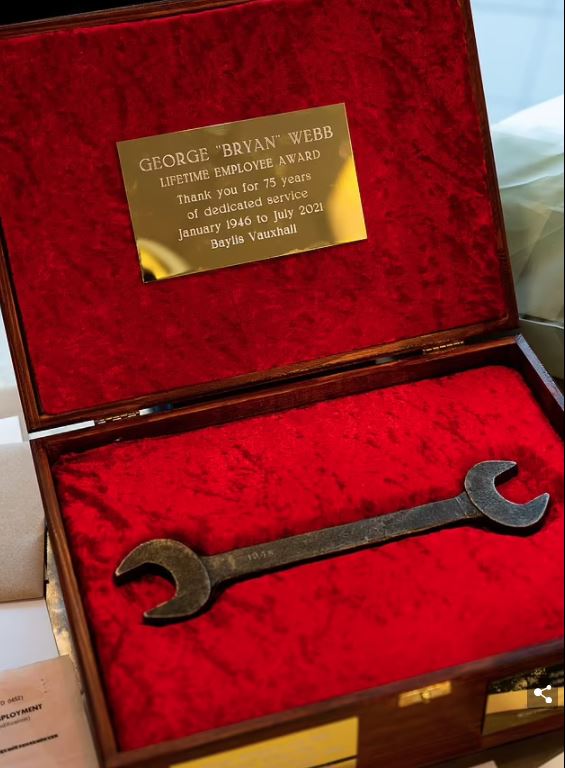 GEORGE "BRYAN" WEBB
LIFETIME EMPLOYEE AWARD
Thank you for 75 years
of dedicated service
January 1946 to July 2021
Baylis Vauxhall